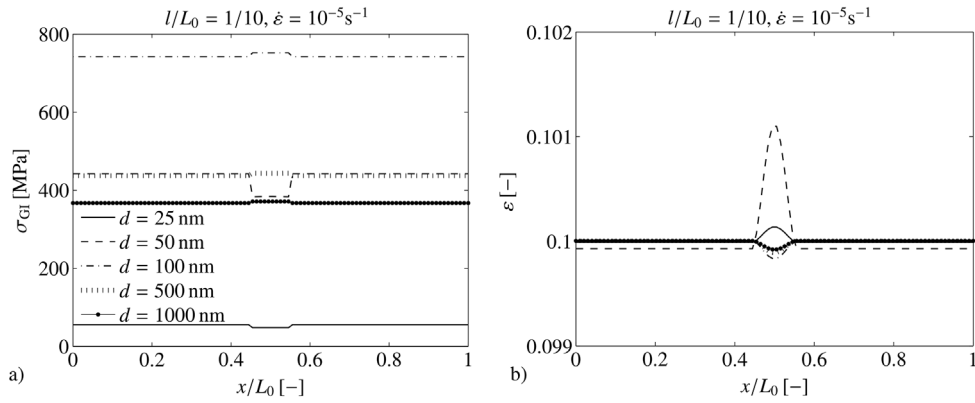 l/L₀ = 1/10, ε̇ = 10⁻⁵s⁻¹
800
600
400
200
0
σ_GI [MPa]
d = 25 nm
d = 50 nm
d = 100 nm
d = 500 nm
d = 1000 nm
0 0.2 0.4 0.6 0.8 1
x/L₀ [−]
a)
l/L₀ = 1/10, ε̇ = 10⁻⁵s⁻¹
0.102
0.101
0.1
0.099
ε [−]
0 0.2 0.4 0.6 0.8 1
x/L₀ [−]
b)